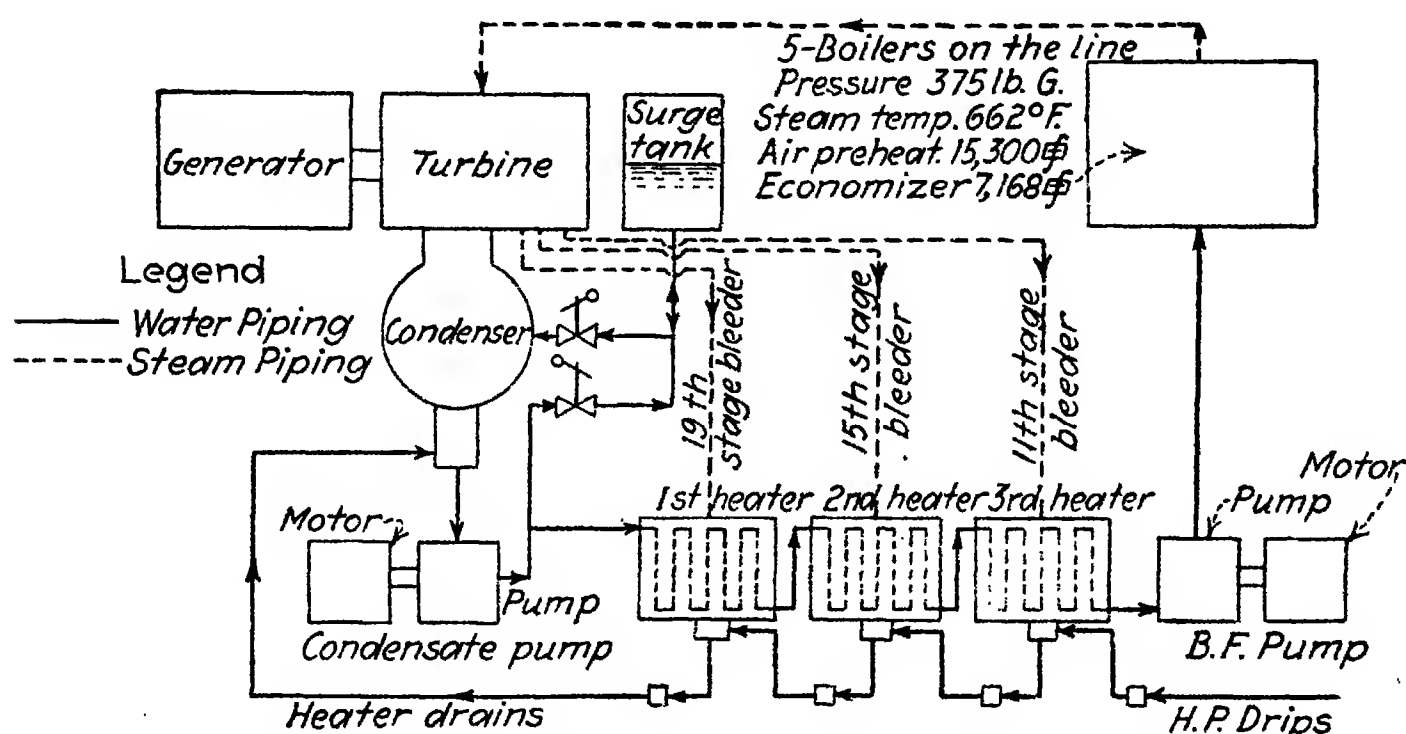 5-Boilers on the line
Pressure 375 lb. G.
Steam temp. 662°F.
Air preheat. 15,300
Economizer 7,168
Generator
Turbine
Surge
tank
Legend
Water Piping
Steam Piping
Condenser
19th
stage bleeder
15th stage
bleeder
11th stage
bleeder
1st heater
2nd heater
3rd heater
Motor
Pump
Motor
Pump
Condensate pump
B.F. Pump
Heater drains
H.P. Drips